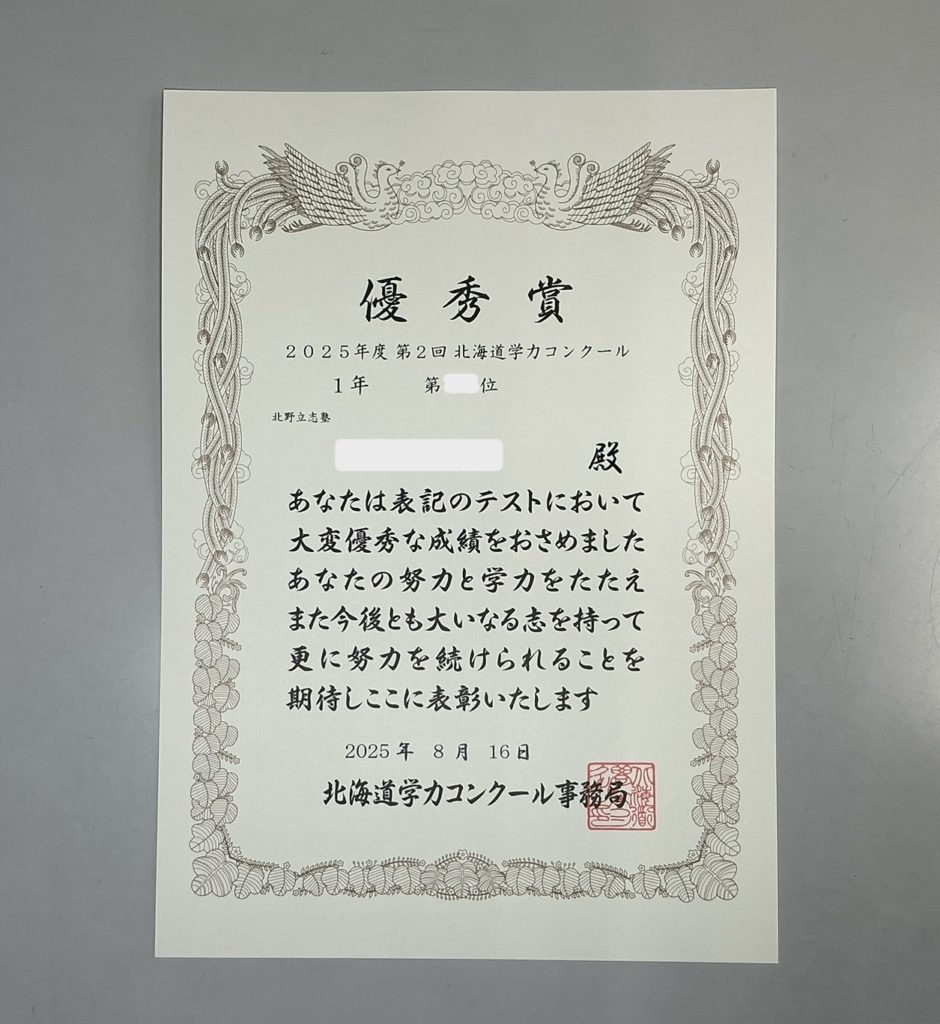 優秀賞
2025年度 第2回 北海道学力コンクール
1年 第 位
北野立志塾
殿
あなたは表記のテストにおいて
大変優秀な成績をおさめました
あなたの努力と学力をたたえ
また今後とも大いなる志を持って
更に努力を続けられることを
期待しここに表彰いたします
2025年 8月 16日
北海道学力コンクール事務局